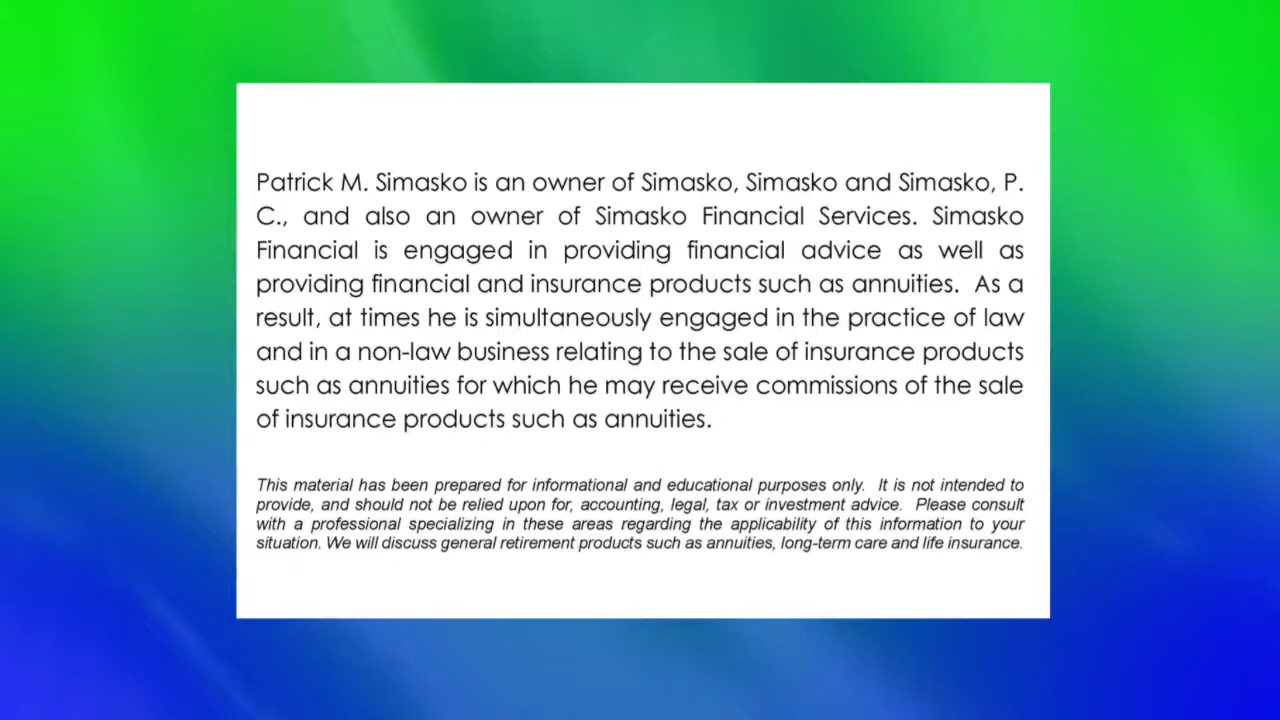 Patrick M. Simasko is an owner of Simasko, Simasko and Simasko, P.
C., and also an owner of Simasko Financial Services. Simasko
Financial is engaged in providing financial advice as well as
providing financial and insurance products such as annuities.  As a
result, at times he is simultaneously engaged in the practice of law
and in a non-law business relating to the sale of insurance products
such as annuities for which he may receive commissions of the sale
of insurance products such as annuities.
This material has been prepared for informational and educational purposes only.  It is not intended to
provide, and should not be relied upon for, accounting, legal, tax or investment advice.  Please consult
with a professional specializing in these areas regarding the applicability of this information to your
situation. We will discuss general retirement products such as annuities, long-term care and life insurance.